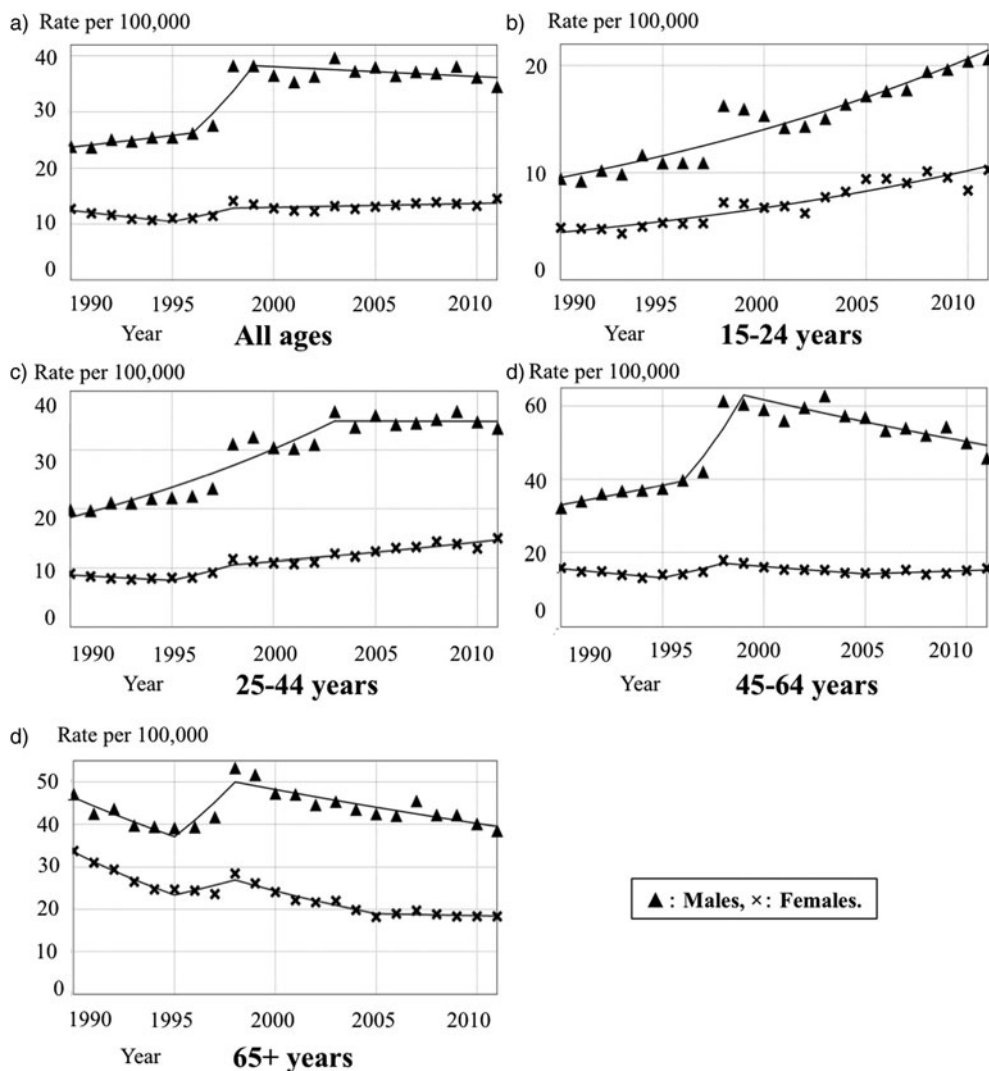 a) Rate per 100,000
40
30
20
10
0
1990 1995 2000 2005 2010
Year All ages
b) Rate per 100,000
20
10
0
1990 1995 2000 2005 2010
Year 15-24 years
c) Rate per 100,000
40
30
20
10
0
1990 1995 2000 2005 2010
Year 25-44 years
d) Rate per 100,000
60
40
20
0
1990 1995 2000 2005 2010
Year 45-64 years
d) Rate per 100,000
50
40
30
20
10
0
1990 1995 2000 2005 2010
Year 65+ years
▲: Males, ×: Females.